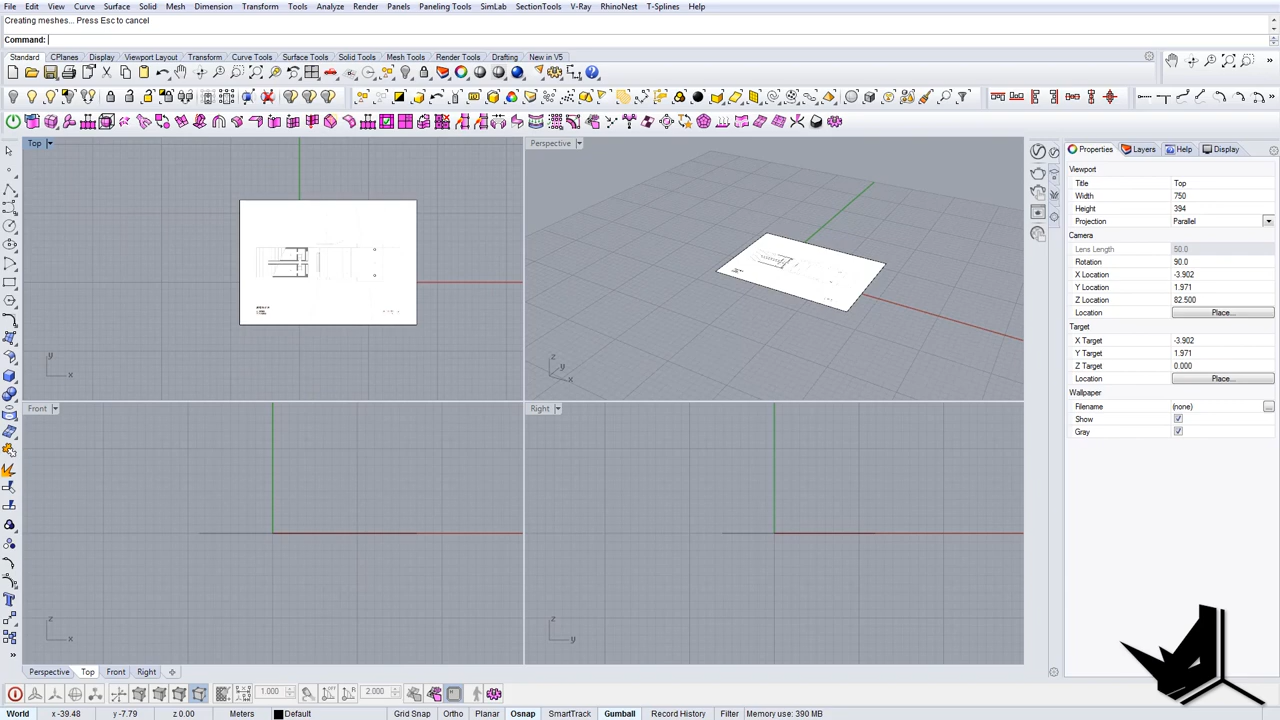 File Edit View Curve Surface Solid Mesh Dimension Transform Tools Analyze Render Panels Paneling Tools SimLab SectionTools V-Ray RhinoNest T-Splines Help
Creating meshes... Press Esc to cancel
Command:
Standard CPlanes Display Viewport Layout Transform Curve Tools Surface Tools Solid Tools Mesh Tools Render Tools Drafting New in V5
Top
Perspective
Front
Right
y
x
z
y
x
z
x
z
y
Properties Layers Help Display
Viewport
Title Top
Width 750
Height 394
Projection Parallel
Camera
Lens Length 50.0
Rotation 90.0
X Location -3.902
Y Location 1.971
Z Location 82.500
Location Place...
Target
X Target -3.902
Y Target 1.971
Z Target 0.000
Location Place...
Wallpaper
Filename (none) ...
Show
Gray
Perspective Top Front Right
1.000 2.000
World x -39.48 y -7.79 z 0.00 Meters Default Grid Snap Ortho Planar Osnap SmartTrack Gumball Record History Filter Memory use: 390 MB